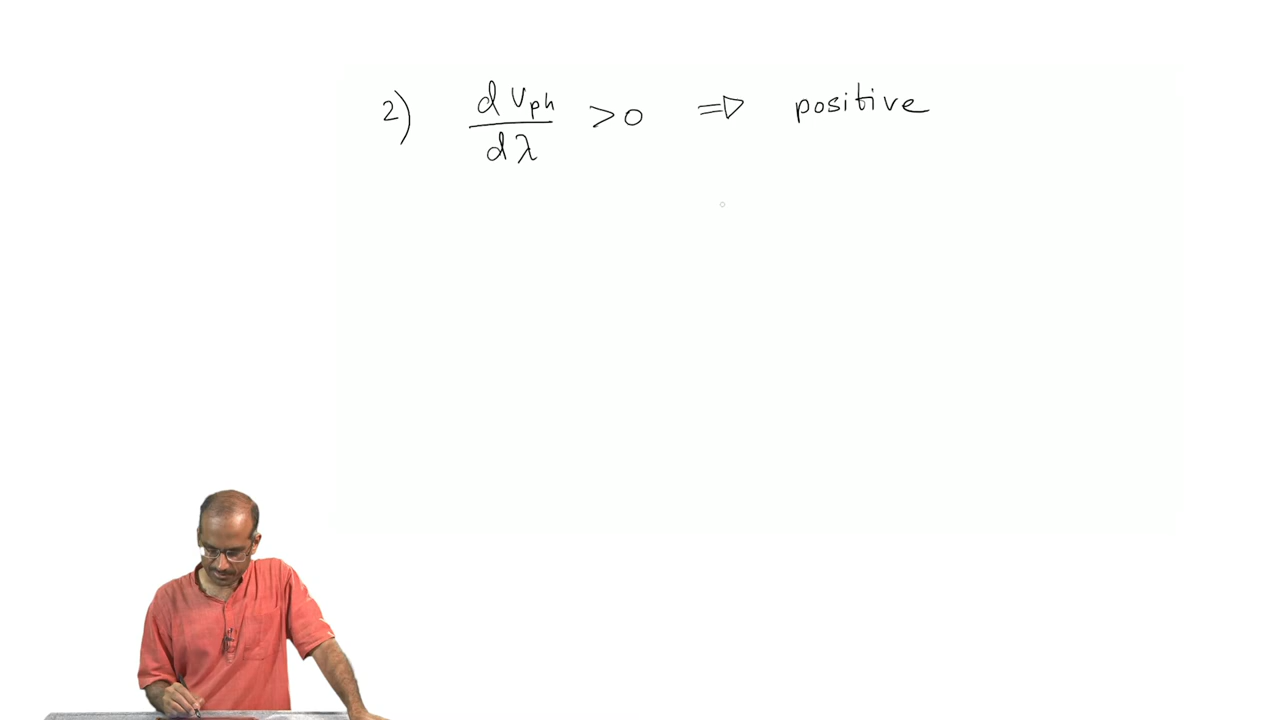 2) dv_ph/dλ > 0 ⇒ positive